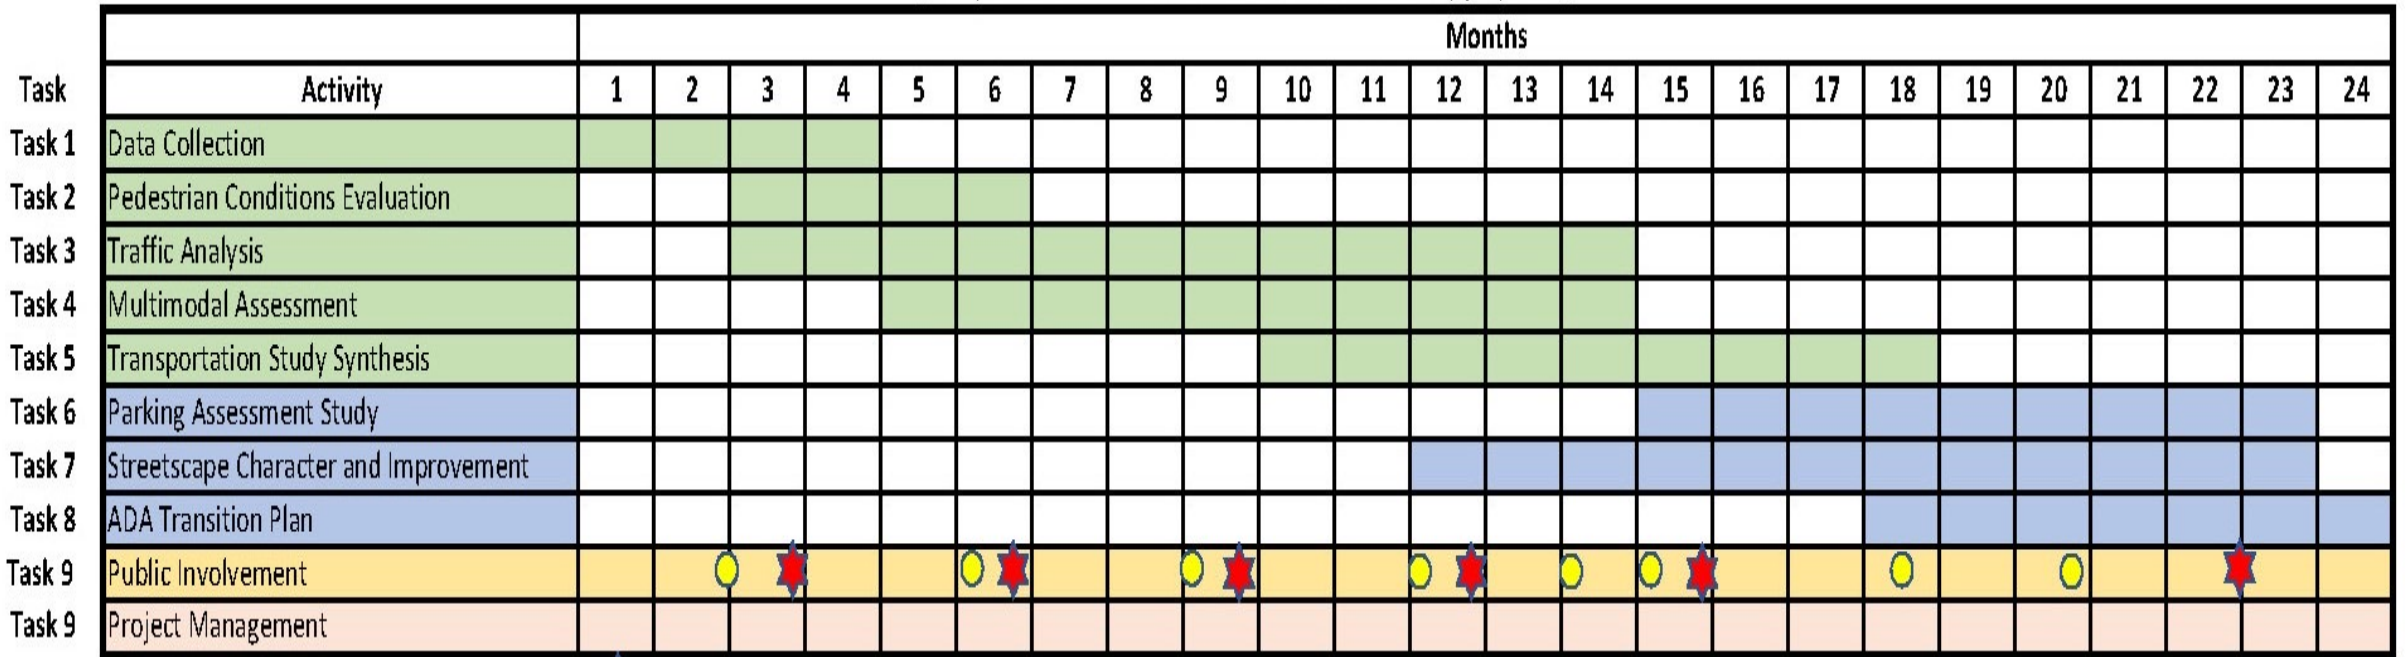 Months
Task Activity 1 2 3 4 5 6 7 8 9 10 11 12 13 14 15 16 17 18 19 20 21 22 23 24
Task 1 Data Collection
Task 2 Pedestrian Conditions Evaluation
Task 3 Traffic Analysis
Task 4 Multimodal Assessment
Task 5 Transportation Study Synthesis
Task 6 Parking Assessment Study
Task 7 Streetscape Character and Improvement
Task 8 ADA Transition Plan
Task 9 Public Involvement
Task 9 Project Management